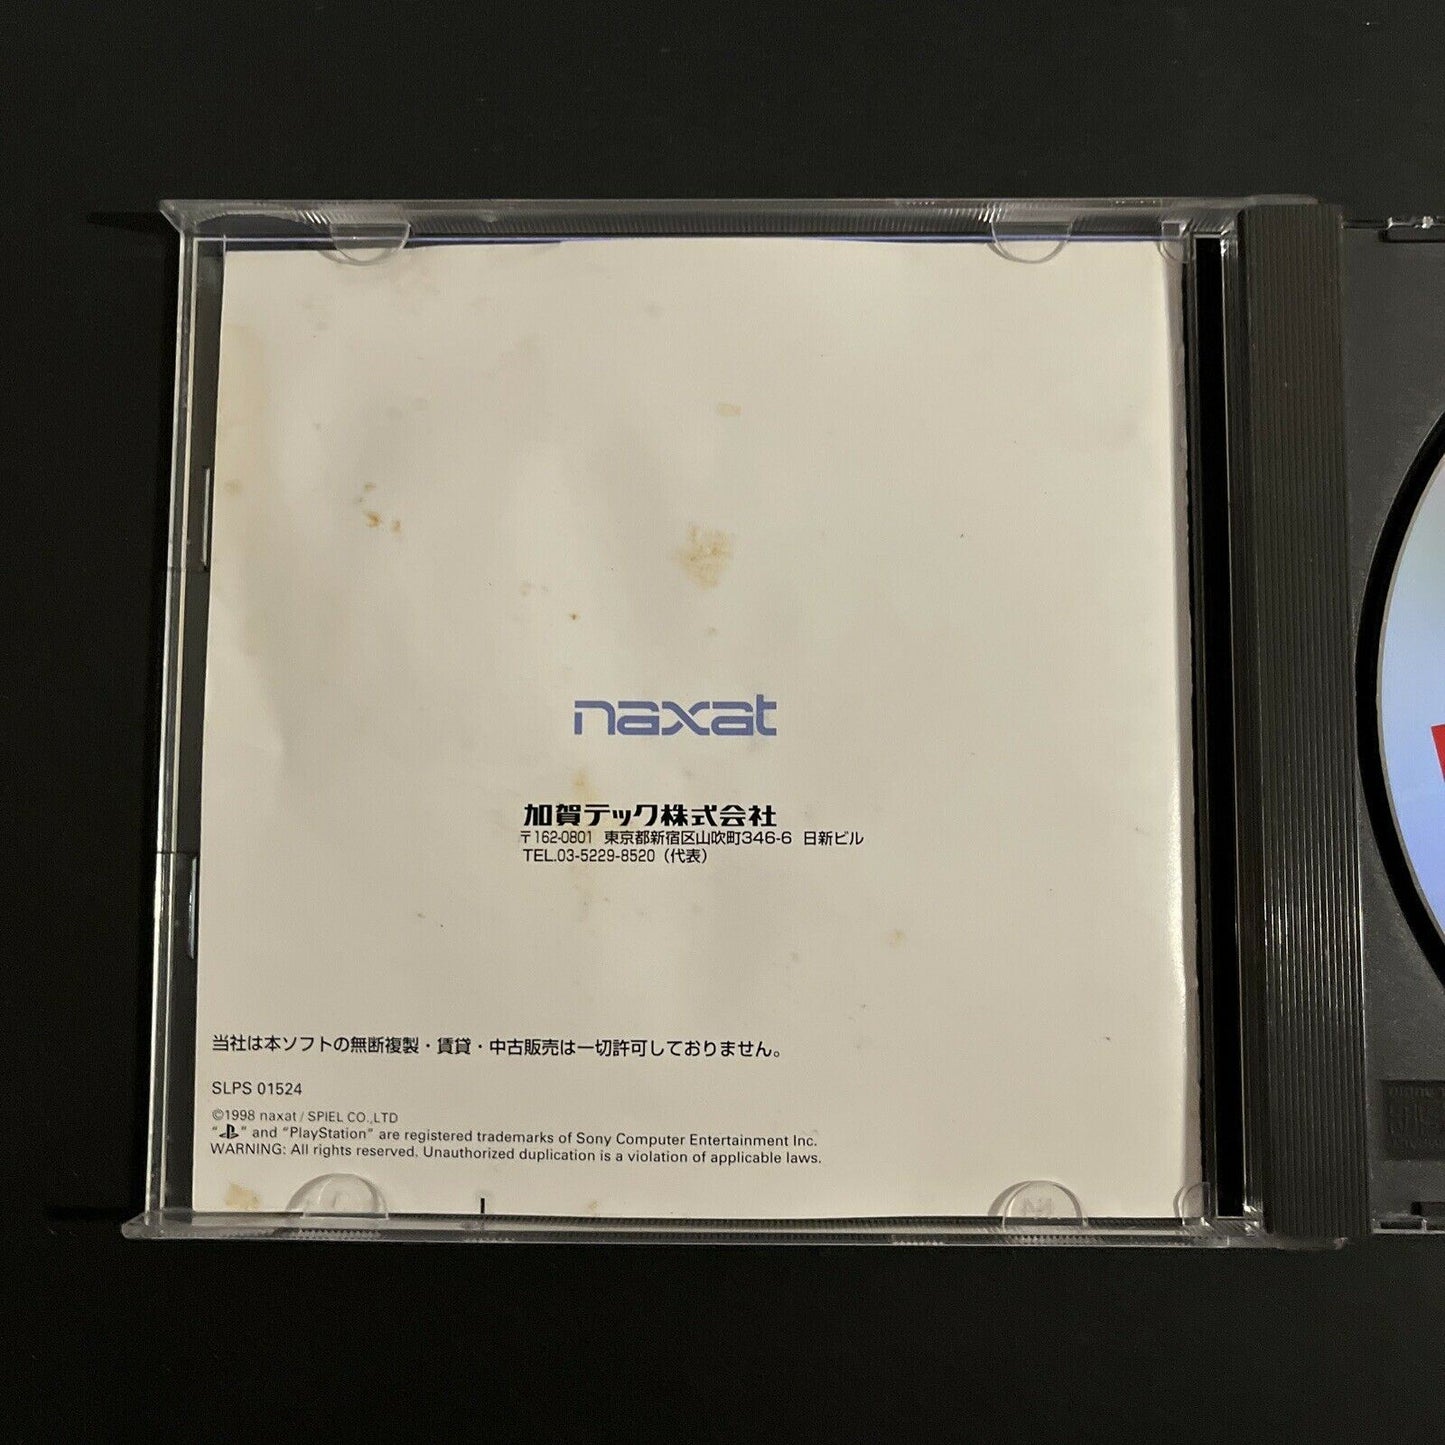 naxat
加賀テック株式会社
〒162-0801 東京都新宿区山吹町346-6 日新ビル
TEL.03-5229-8520（代表）
当社は本ソフトの無断複製・賃貸・中古販売は一切許可しておりません。
SLPS 01524
©1998 naxat / SPIEL CO.,LTD
“ ” and “PlayStation” are registered trademarks of Sony Computer Entertainment Inc.
WARNING: All rights reserved. Unauthorized duplication is a violation of applicable laws.